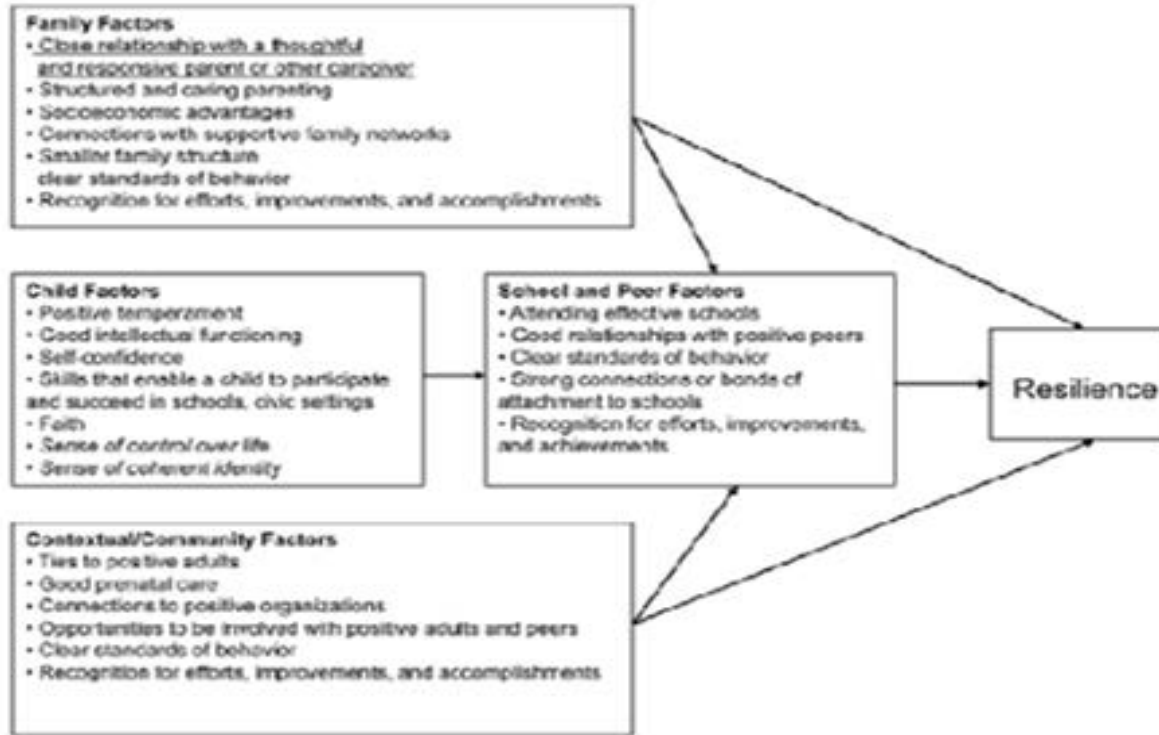 Family Factors
• Close relationship with a thoughtful
and responsive parent or other caregiver
• Structured and caring parenting
• Socioeconomic advantages
• Connections with supportive family networks
• Smaller family structure
clear standards of behavior
• Recognition for efforts, improvements, and accomplishments
Child Factors
• Positive temperament
• Good intellectual functioning
• Self-confidence
• Skills that enable a child to participate
and succeed in schools, civic settings
• Faith
• Sense of control over life
• Sense of coherent identity
School and Peer Factors
• Attending effective schools
• Good relationships with positive peers
• Clear standards of behavior
• Strong connections or bonds of
attachment to schools
• Recognition for efforts, improvements,
and achievements
Resilience
Contextual/Community Factors
• Ties to positive adults
• Good prenatal care
• Connections to positive organizations
• Opportunities to be involved with positive adults and peers
• Clear standards of behavior
• Recognition for efforts, improvements, and accomplishments